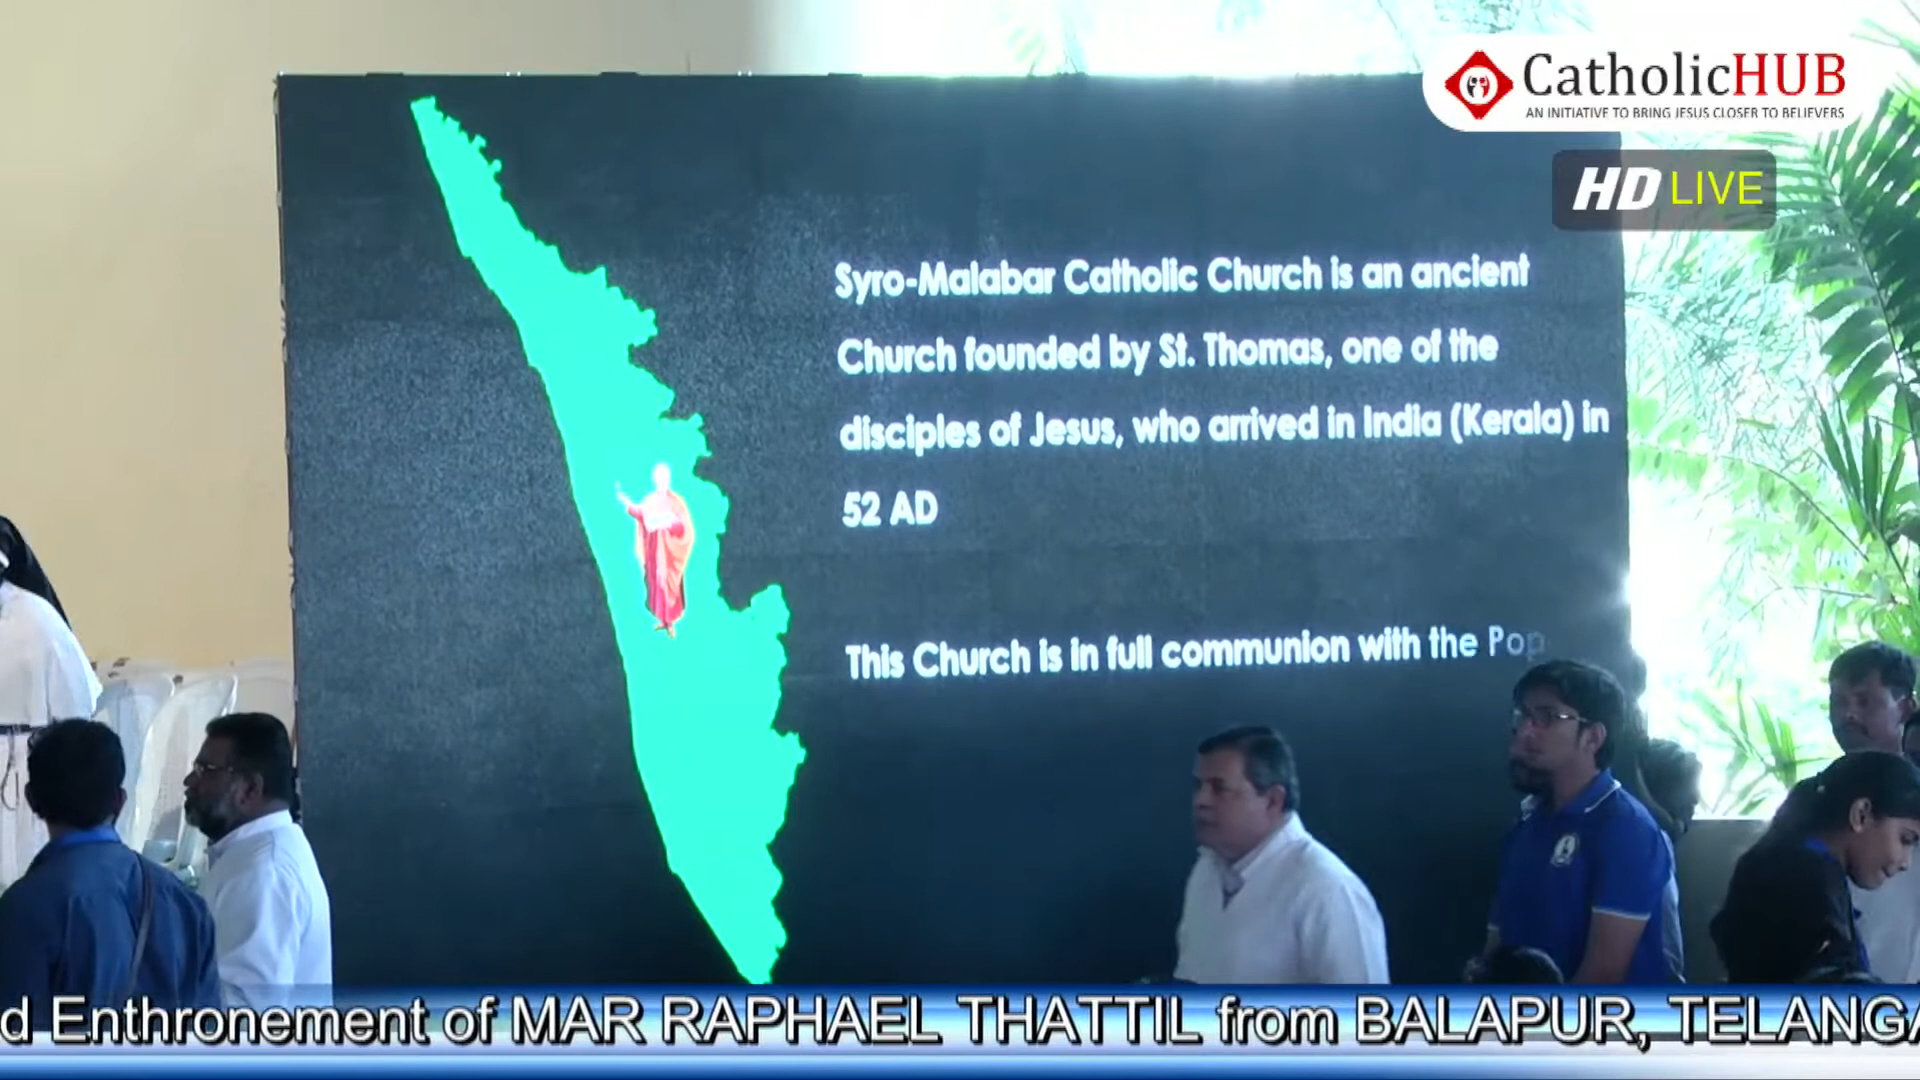 CatholicHUB
AN INITIATIVE TO BRING JESUS CLOSER TO BELIEVERS
HD LIVE
Syro-Malabar Catholic Church is an ancient
Church founded by St. Thomas, one of the
disciples of Jesus, who arrived in India (Kerala) in
52 AD
This Church is in full communion with the Pop
d Enthronement of MAR RAPHAEL THATTIL from BALAPUR, TELANGA